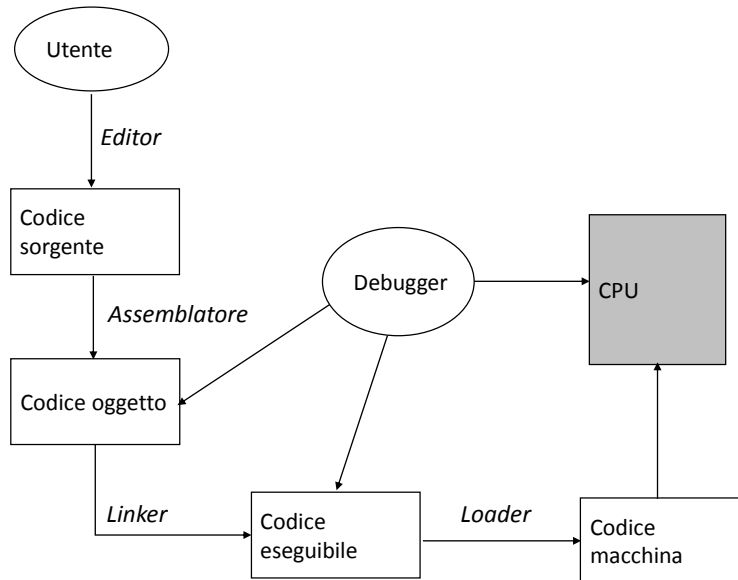 Utente
Editor
Codice
sorgente
Debugger
CPU
Assemblatore
Codice oggetto
Linker
Codice
eseguibile
Loader
Codice
macchina